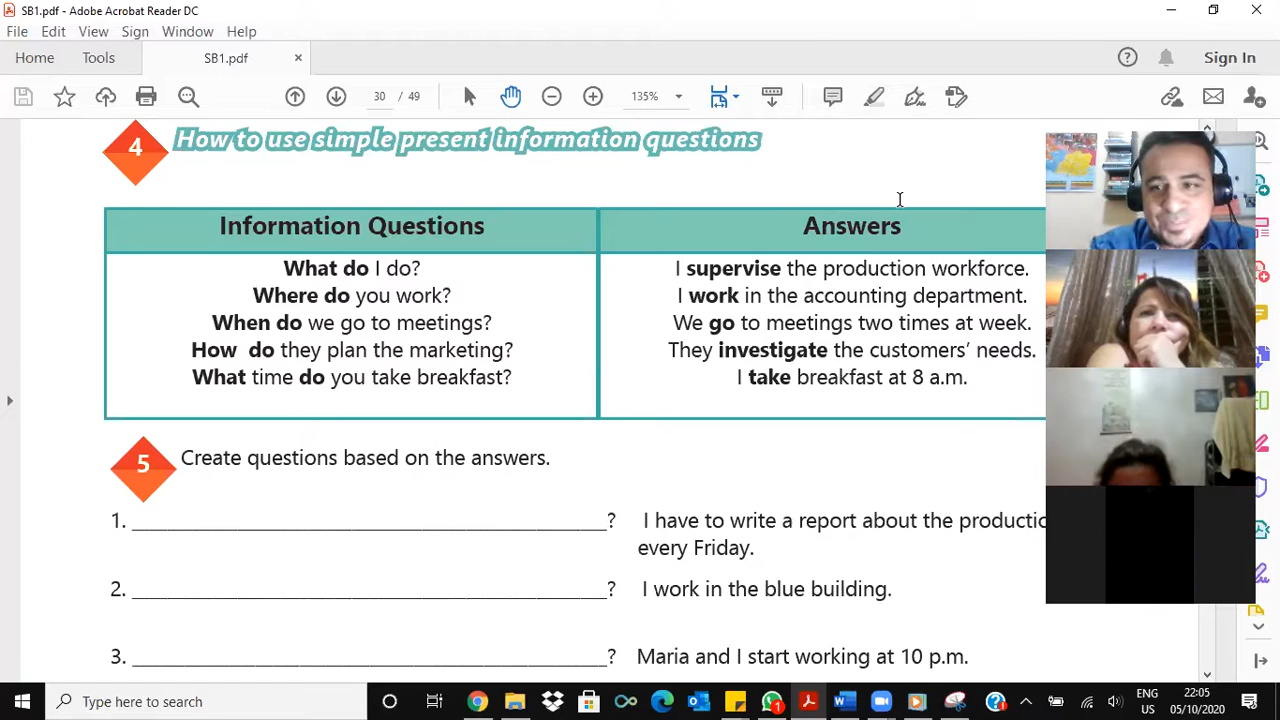 SB1.pdf - Adobe Acrobat Reader DC
File Edit View Sign Window Help
Home Tools SB1.pdf × Sign In
30 / 49 135%
4 How to use simple present information questions
Information Questions Answers
What do I do? I supervise the production workforce.
Where do you work? I work in the accounting department.
When do we go to meetings? We go to meetings two times at week.
How do they plan the marketing? They investigate the customers’ needs.
What time do you take breakfast? I take breakfast at 8 a.m.
5 Create questions based on the answers.
1. ________________________________________? I have to write a report about the productio
every Friday.
2. ________________________________________? I work in the blue building.
3. ________________________________________? Maria and I start working at 10 p.m.
Type here to search
1
ENG 22:05
US 05/10/2020